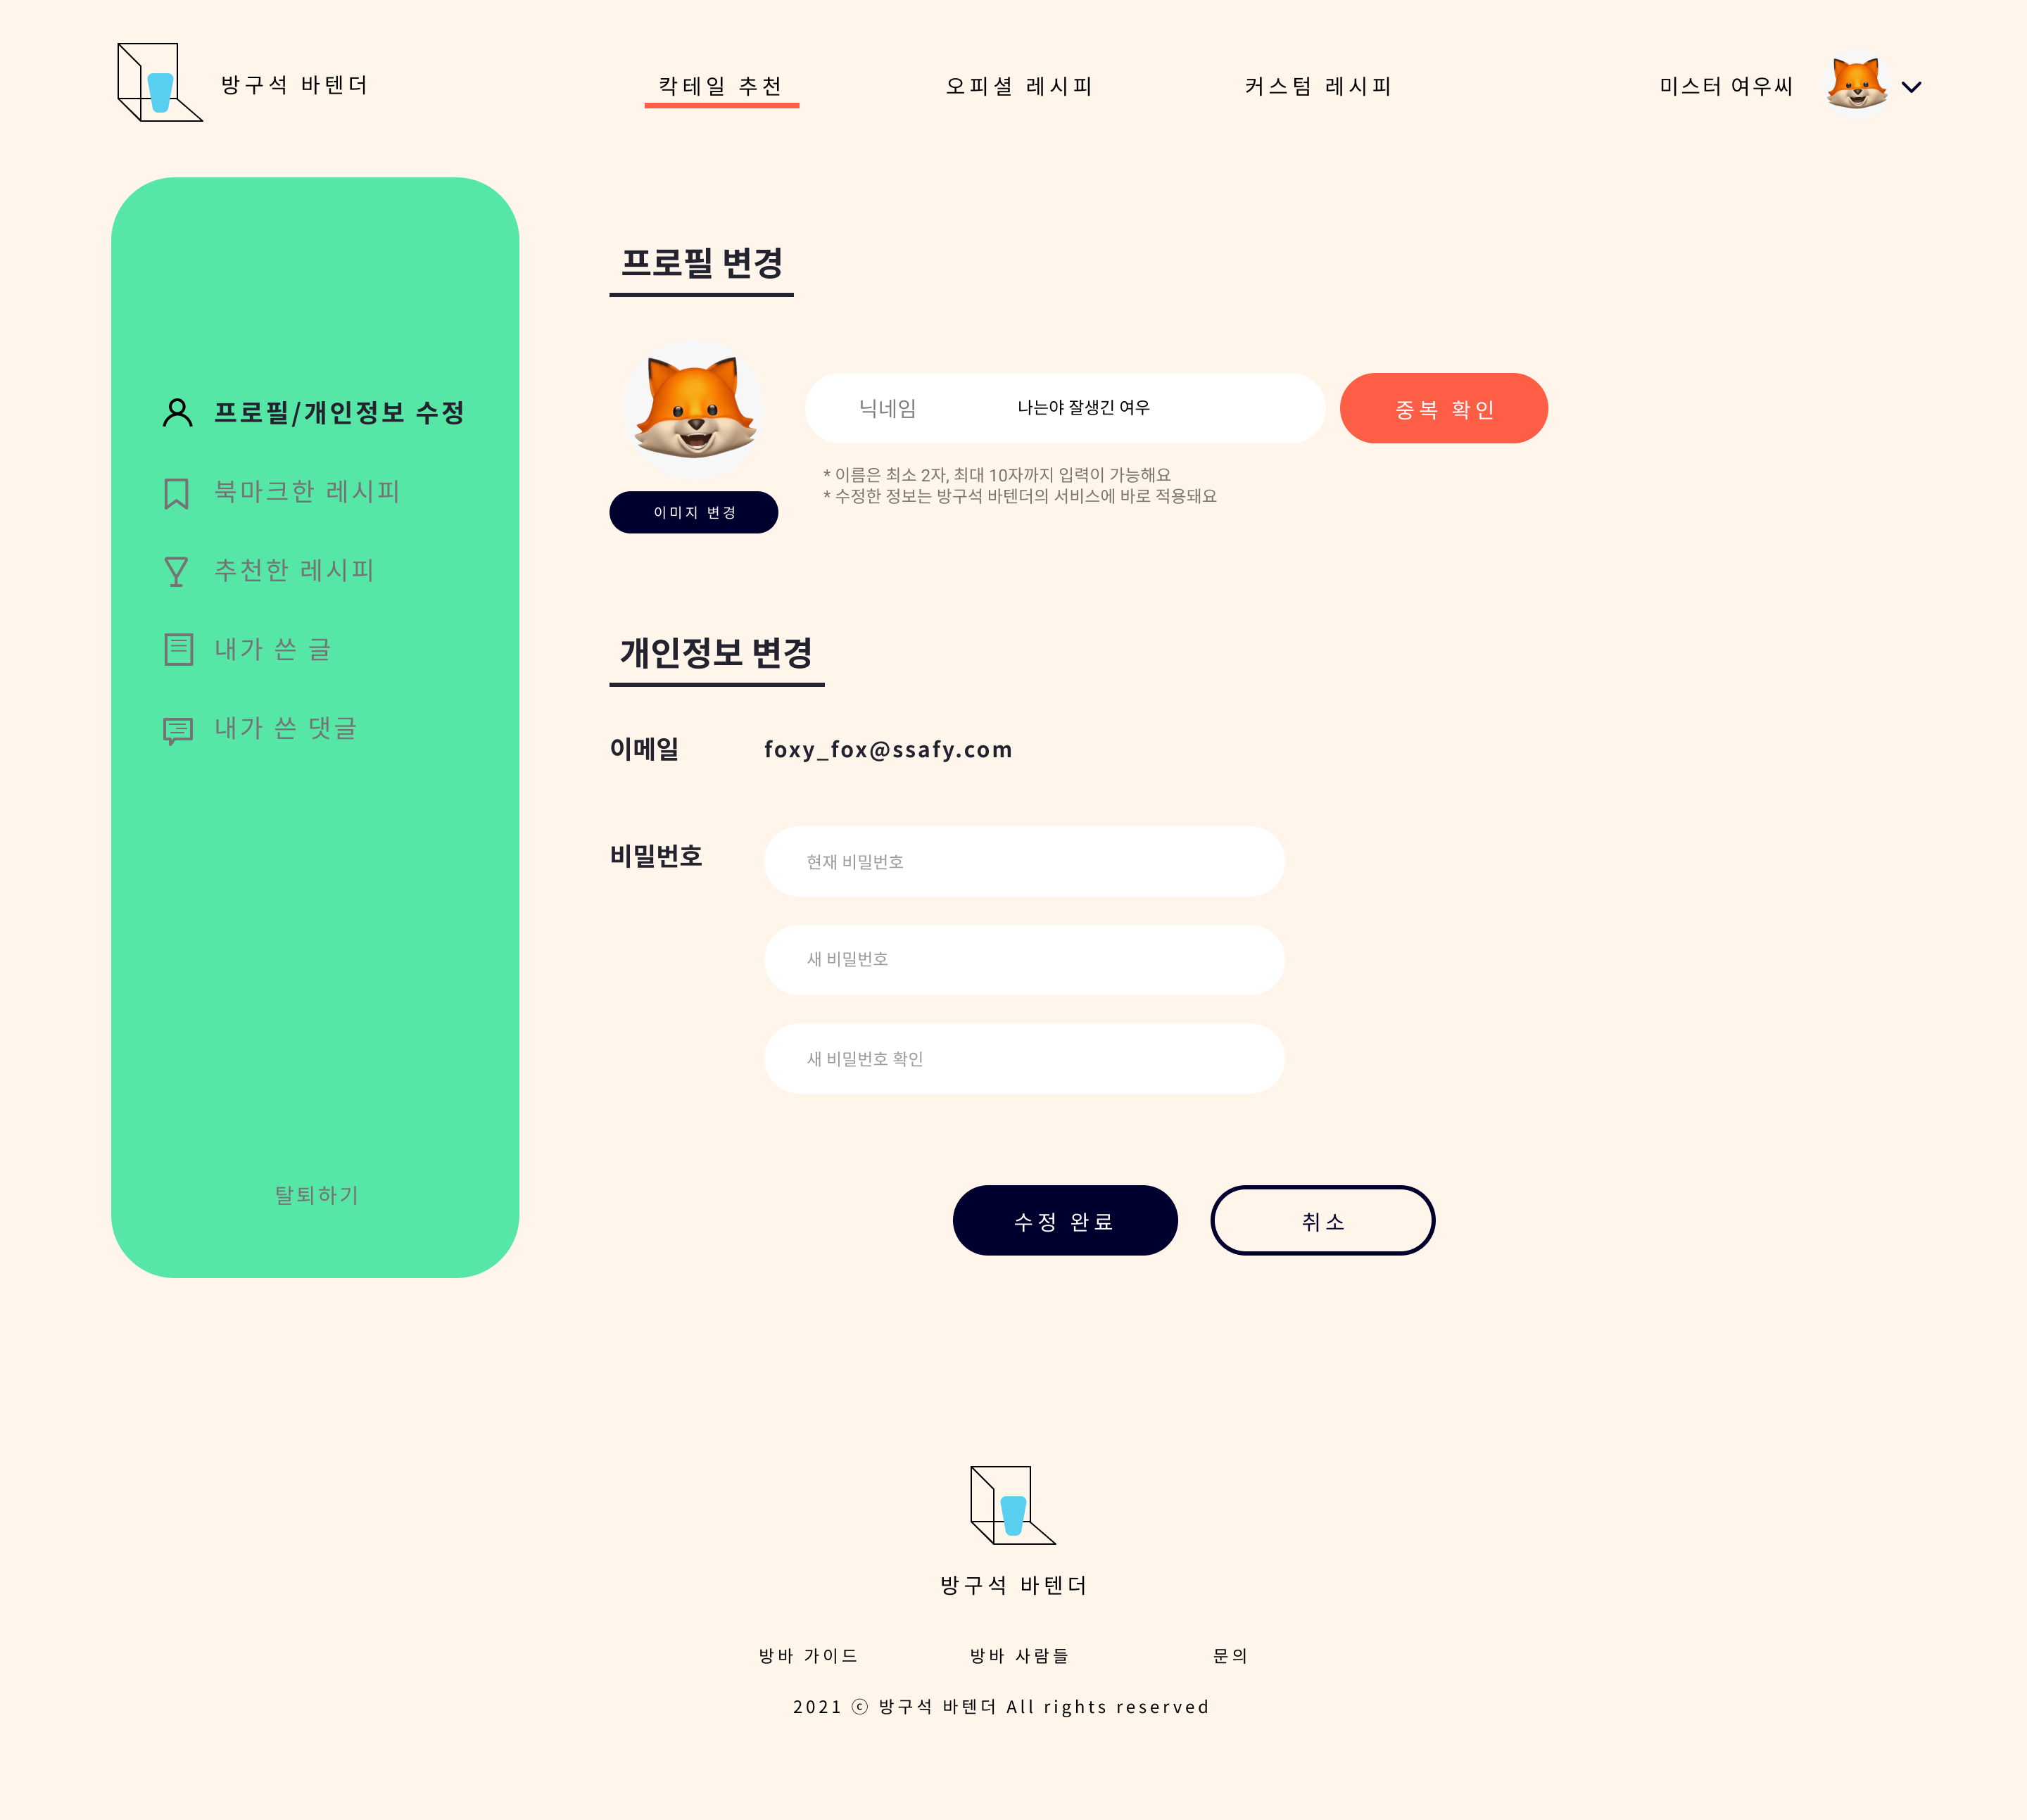 방구석 바텐더
칵테일 추천
오피셜 레시피
커스텀 레시피
미스터 여우씨
프로필/개인정보 수정
북마크한 레시피
추천한 레시피
내가 쓴 글
내가 쓴 댓글
탈퇴하기
프로필 변경
닉네임
나는야 잘생긴 여우
중복 확인
* 이름은 최소 2자, 최대 10자까지 입력이 가능해요
* 수정한 정보는 방구석 바텐더의 서비스에 바로 적용돼요
이미지 변경
개인정보 변경
이메일
foxy_fox@ssafy.com
비밀번호
현재 비밀번호
새 비밀번호
새 비밀번호 확인
수정 완료
취소
방구석 바텐더
방바 가이드
방바 사람들
문의
2021 ⓒ 방구석 바텐더 All rights reserved